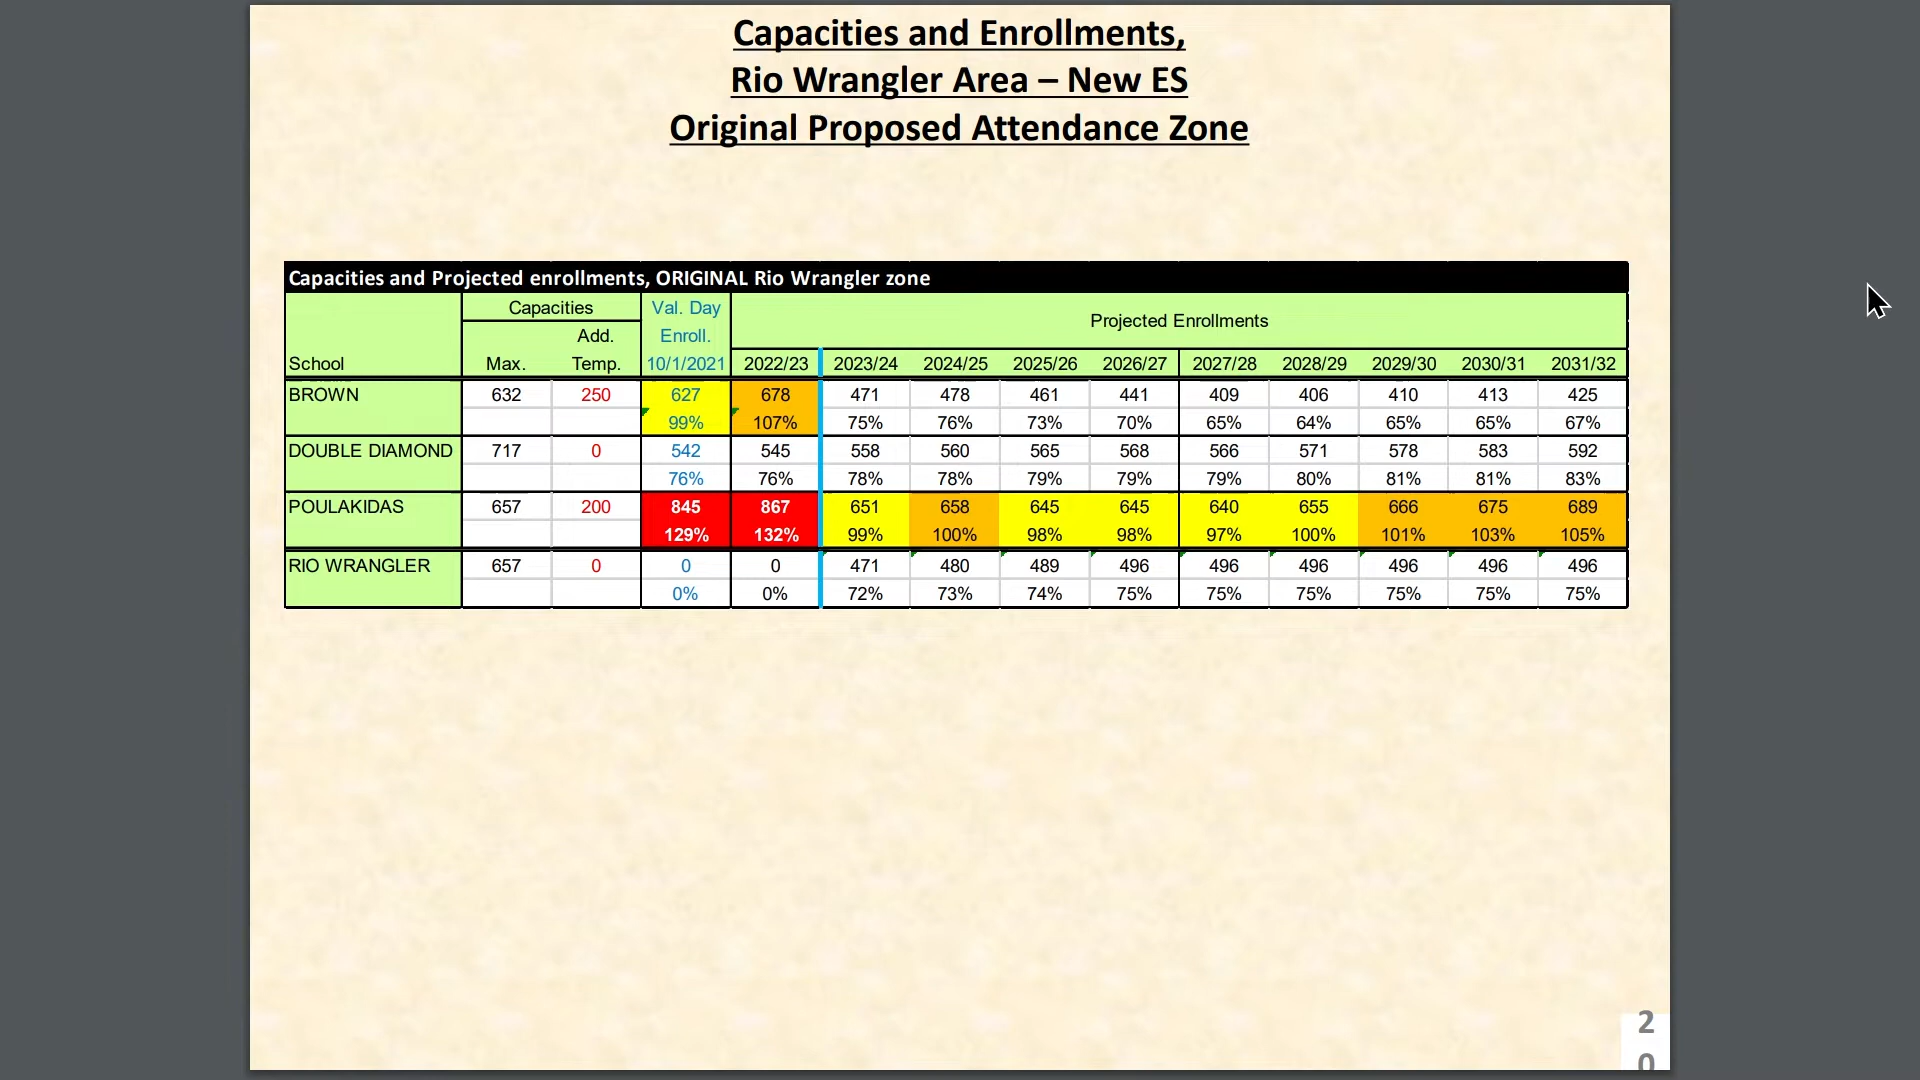 Capacities and Enrollments,
Rio Wrangler Area – New ES
Original Proposed Attendance Zone
Capacities and Projected enrollments, ORIGINAL Rio Wrangler zone
Capacities Val. Day Projected Enrollments
Add. Enroll.
School Max. Temp. 10/1/2021 2022/23 2023/24 2024/25 2025/26 2026/27 2027/28 2028/29 2029/30 2030/31 2031/32
BROWN 632 250 627 678 471 478 461 441 409 406 410 413 425
99% 107% 75% 76% 73% 70% 65% 64% 65% 65% 67%
DOUBLE DIAMOND 717 0 542 545 558 560 565 568 566 571 578 583 592
76% 76% 78% 78% 79% 79% 79% 80% 81% 81% 83%
POULAKIDAS 657 200 845 867 651 658 645 645 640 655 666 675 689
129% 132% 99% 100% 98% 98% 97% 100% 101% 103% 105%
RIO WRANGLER 657 0 0 0 471 480 489 496 496 496 496 496 496
0% 0% 72% 73% 74% 75% 75% 75% 75% 75% 75%
2
0